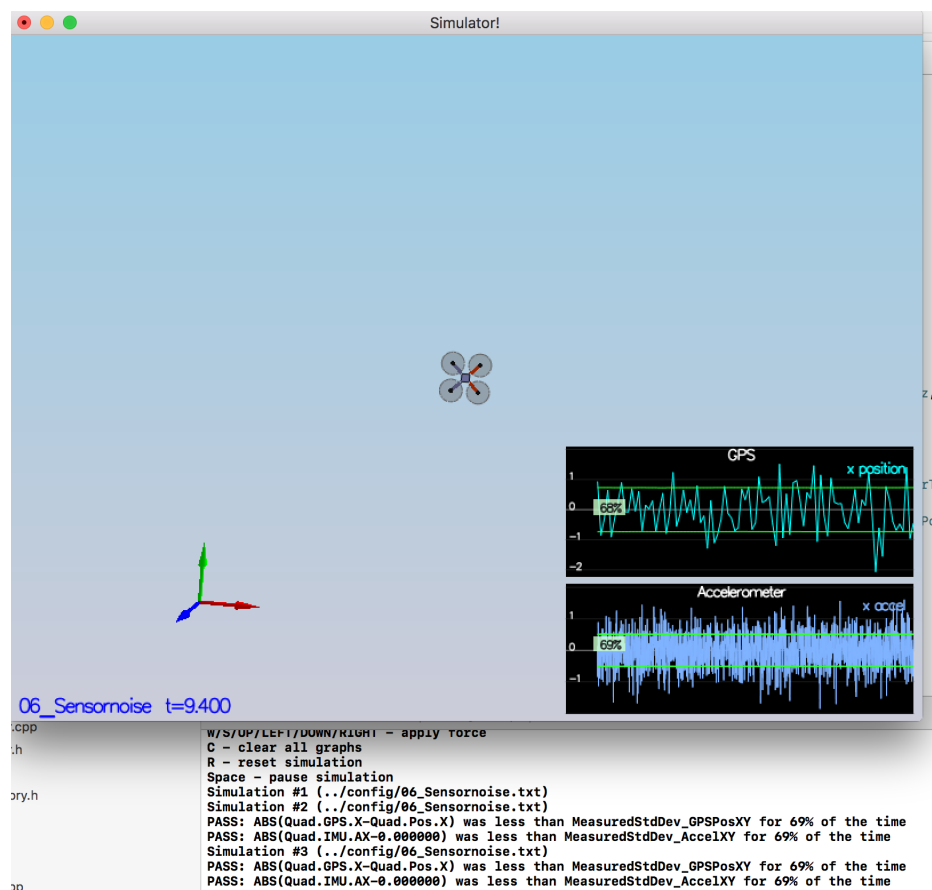 Simulator!
GPS
x position
1
0
68%
-1
-2
Accelerometer
x accel
1
0
69%
-1
06_Sensornoise t=9.400
.cpp
.h
ory.h
W/S/UP/LEFT/DOWN/RIGHT - apply force
C - clear all graphs
R - reset simulation
Space - pause simulation
Simulation #1 (../config/06_Sensornoise.txt)
Simulation #2 (../config/06_Sensornoise.txt)
PASS: ABS(Quad.GPS.X-Quad.Pos.X) was less than MeasuredStdDev_GPSPosXY for 69% of the time
PASS: ABS(Quad.IMU.AX-0.000000) was less than MeasuredStdDev_AccelXY for 69% of the time
Simulation #3 (../config/06_Sensornoise.txt)
PASS: ABS(Quad.GPS.X-Quad.Pos.X) was less than MeasuredStdDev_GPSPosXY for 69% of the time
PASS: ABS(Quad.IMU.AX-0.000000) was less than MeasuredStdDev_AccelXY for 69% of the time